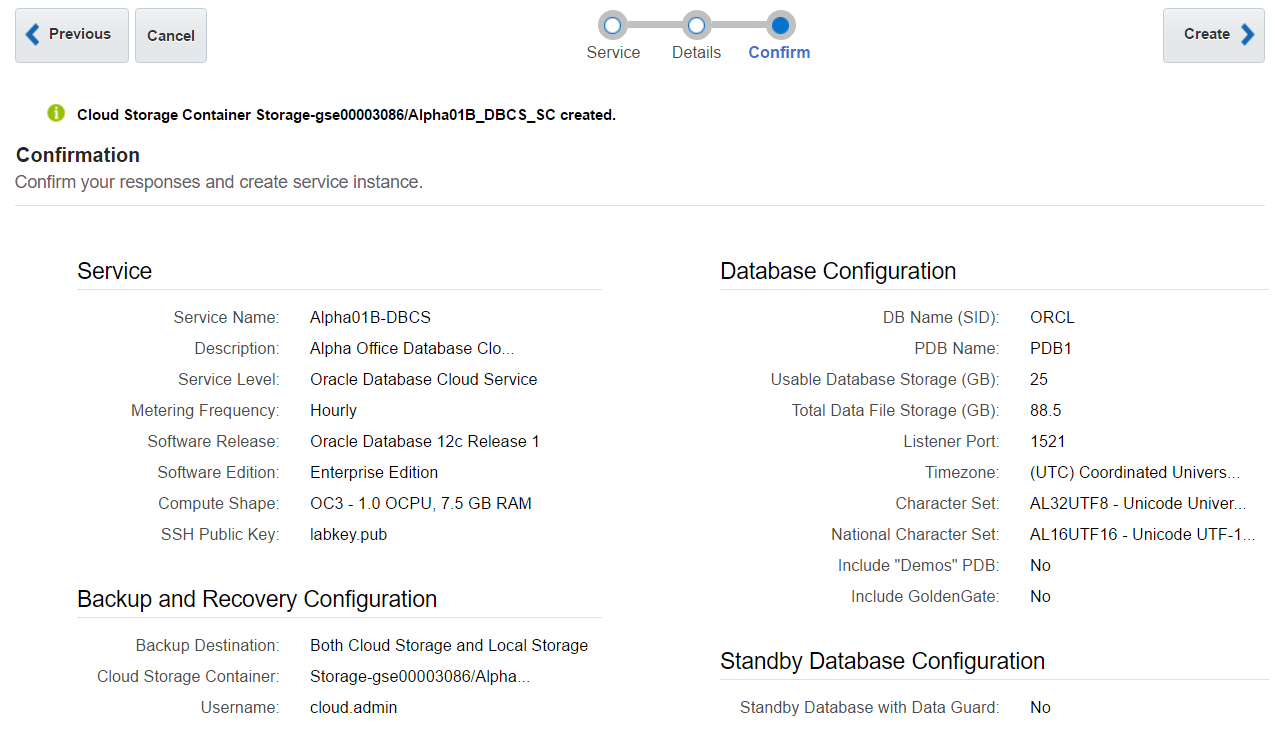 Previous
Cancel
Service
Details
Confirm
Create
Cloud Storage Container Storage-gse00003086/Alpha01B_DBCS_SC created.
Confirmation
Confirm your responses and create service instance.
Service
Service Name: Alpha01B-DBCS
Description: Alpha Office Database Clo...
Service Level: Oracle Database Cloud Service
Metering Frequency: Hourly
Software Release: Oracle Database 12c Release 1
Software Edition: Enterprise Edition
Compute Shape: OC3 - 1.0 OCPU, 7.5 GB RAM
SSH Public Key: labkey.pub
Backup and Recovery Configuration
Backup Destination: Both Cloud Storage and Local Storage
Cloud Storage Container: Storage-gse00003086/Alpha...
Username: cloud.admin
Database Configuration
DB Name (SID): ORCL
PDB Name: PDB1
Usable Database Storage (GB): 25
Total Data File Storage (GB): 88.5
Listener Port: 1521
Timezone: (UTC) Coordinated Univers...
Character Set: AL32UTF8 - Unicode Univer...
National Character Set: AL16UTF16 - Unicode UTF-1...
Include "Demos" PDB: No
Include GoldenGate: No
Standby Database Configuration
Standby Database with Data Guard: No